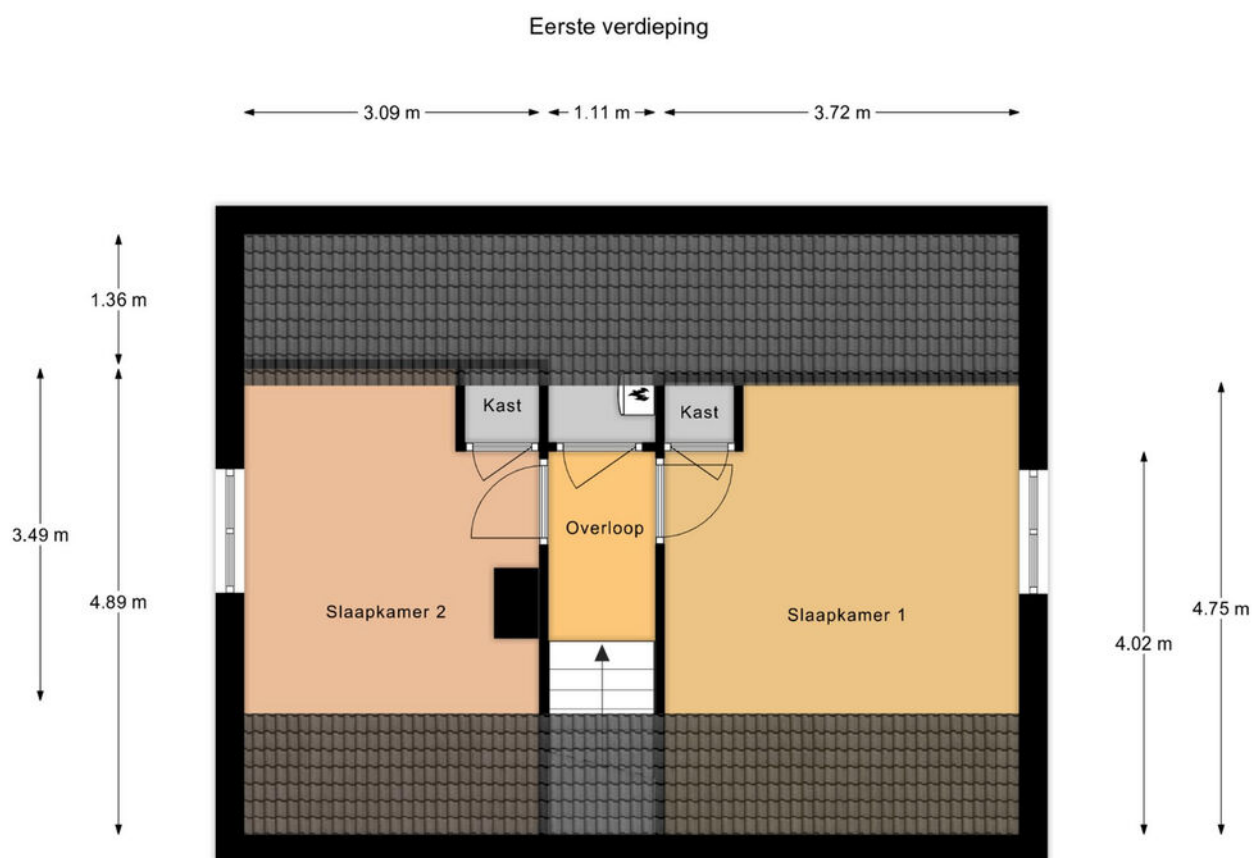 Eerste verdieping
3.09 m
1.11 m
3.72 m
1.36 m
3.49 m
4.89 m
Kast
Kast
Overloop
Slaapkamer 2
Slaapkamer 1
4.02 m
4.75 m